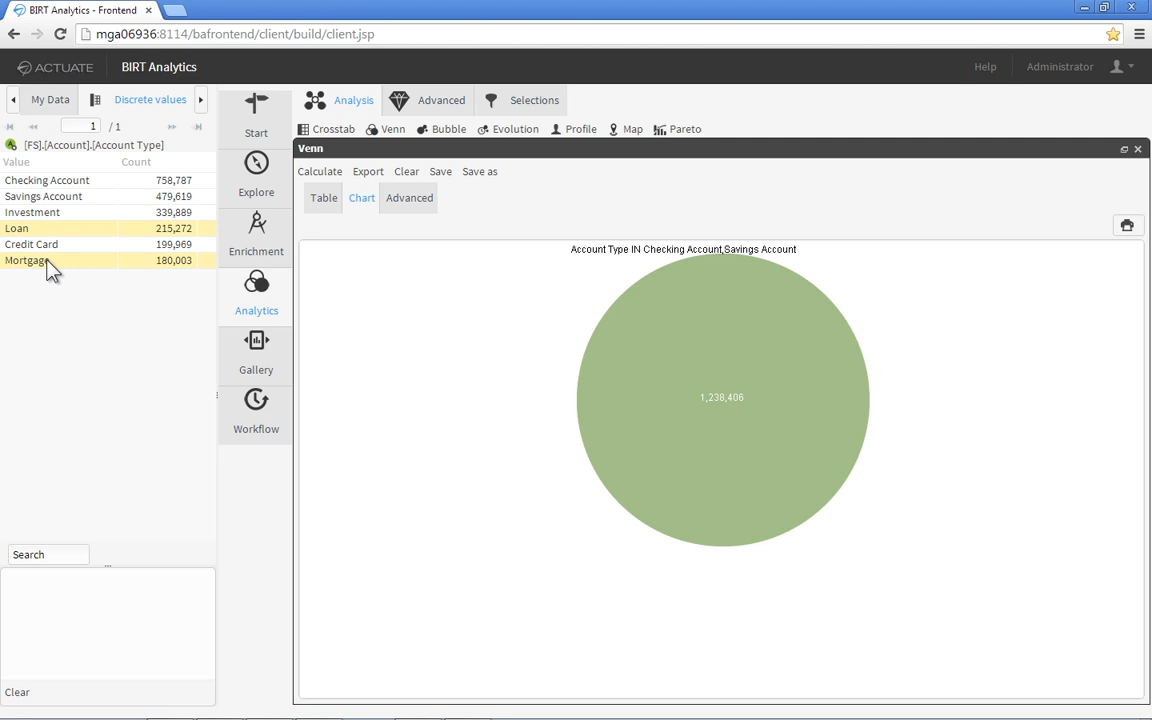 BIRT Analytics - Frontend
mga06936:8114/bafrontend/client/build/client.jsp
ACTUATE BIRT Analytics Help Administrator
My Data Discrete values
1 /1
[FS].[Account].[Account Type]
Value Count
Checking Account 758,787
Savings Account 479,619
Investment 339,889
Loan 215,272
Credit Card 199,969
Mortgage 180,003
Search
Clear
Start
Explore
Enrichment
Analytics
Gallery
Workflow
Analysis Advanced Selections
Crosstab Venn Bubble Evolution Profile Map Pareto
Venn
Calculate Export Clear Save Save as
Table Chart Advanced
Account Type IN Checking Account,Savings Account
1,238,406